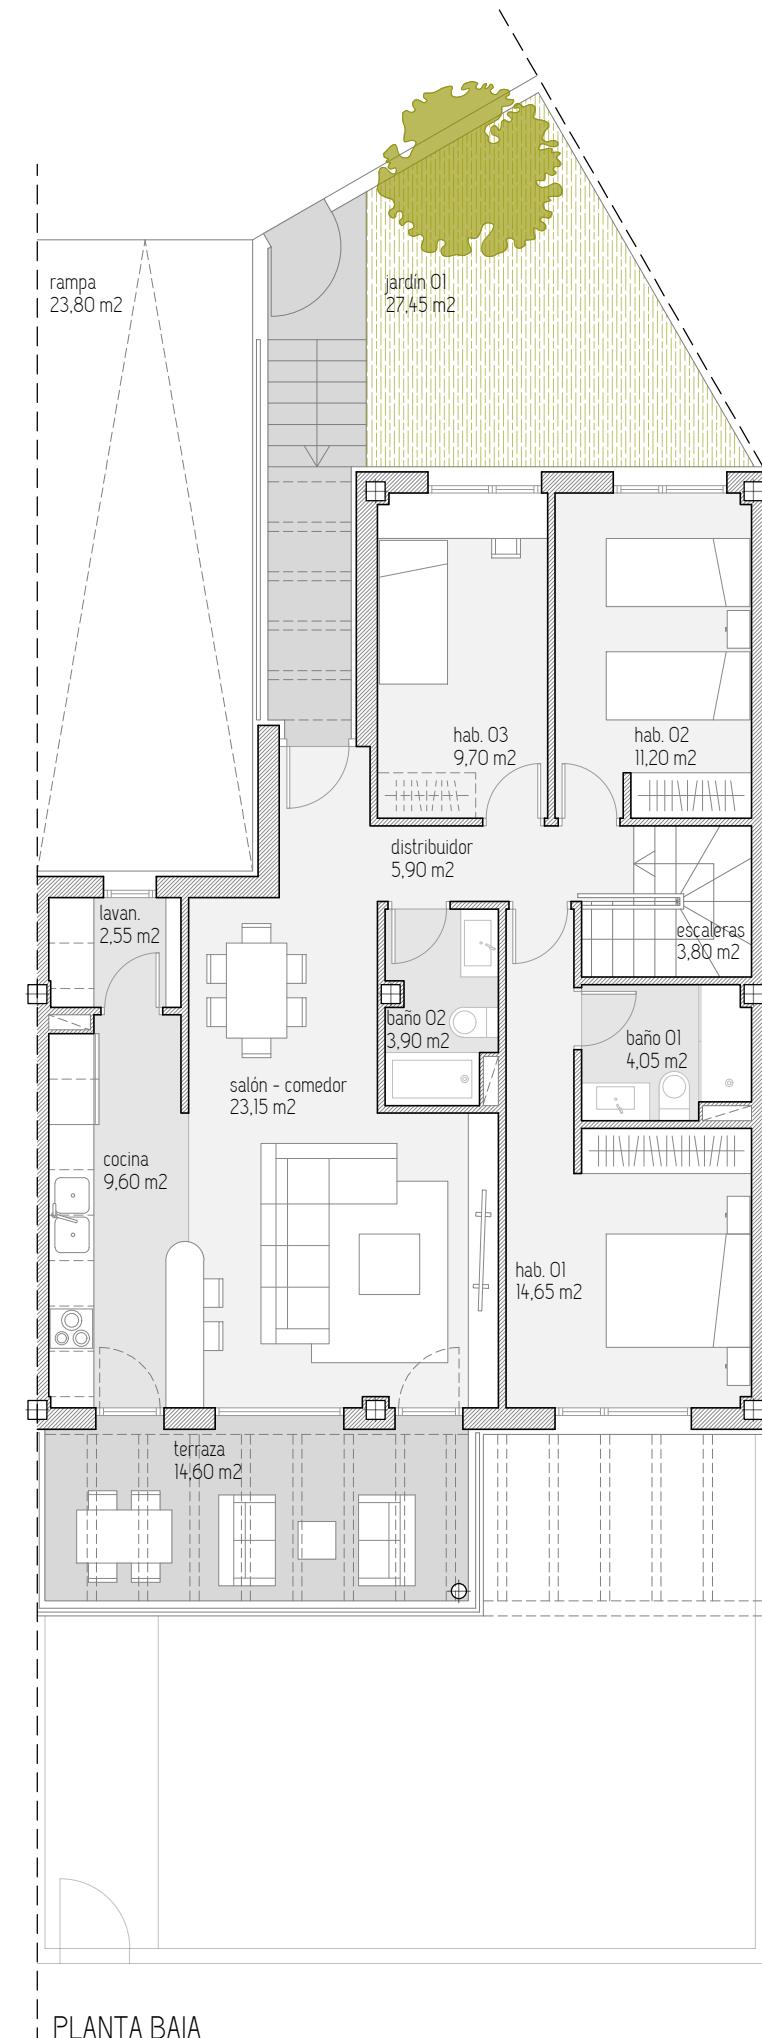 rampa
23,80 m2
jardín 01
27,45 m2
hab. 03
9,70 m2
hab. 02
11,20 m2
distribuidor
5,90 m2
lavan.
2,55 m2
escaleras
3,80 m2
baño 02
3,90 m2
baño 01
4,05 m2
salón - comedor
23,15 m2
cocina
9,60 m2
hab. 01
14,65 m2
terraza
14,60 m2
PLANTA BAJA